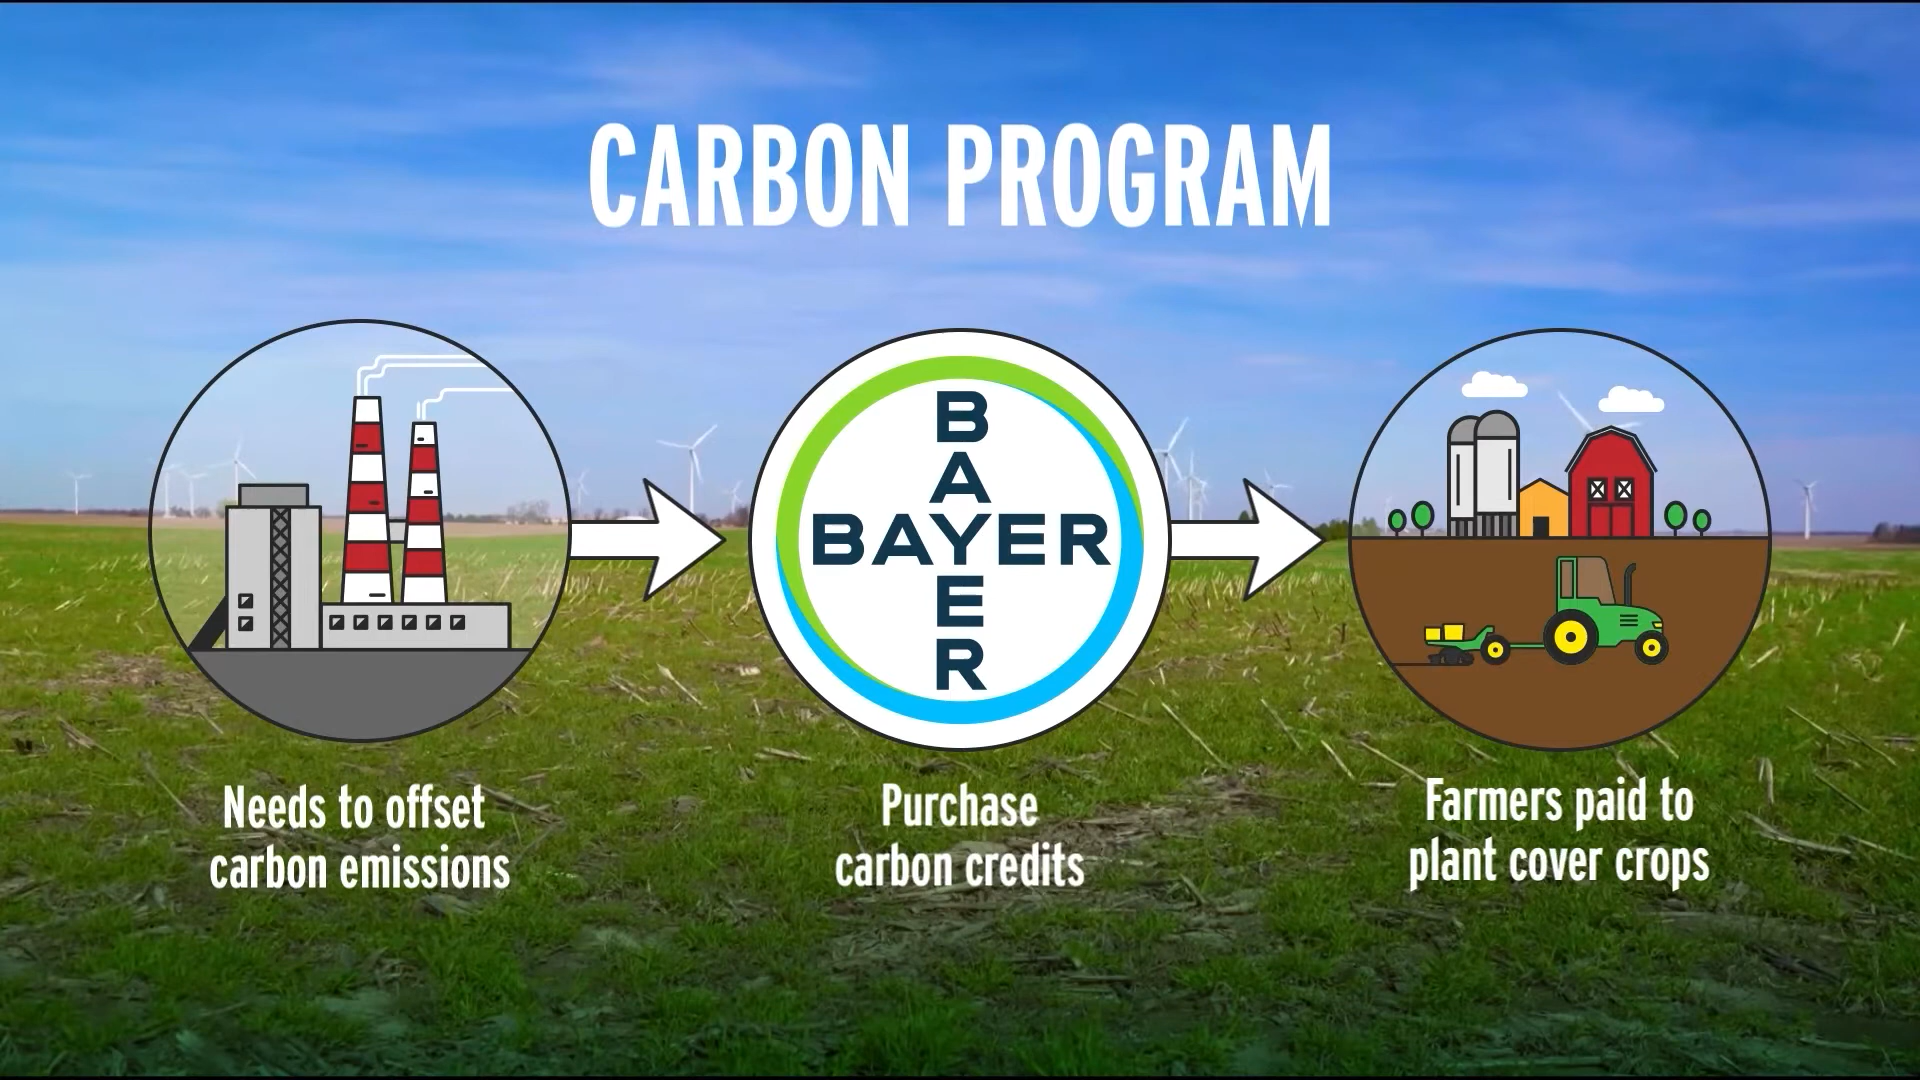 CARBON PROGRAM
BAYER
BAYER
Needs to offset
carbon emissions
Purchase
carbon credits
Farmers paid to
plant cover crops